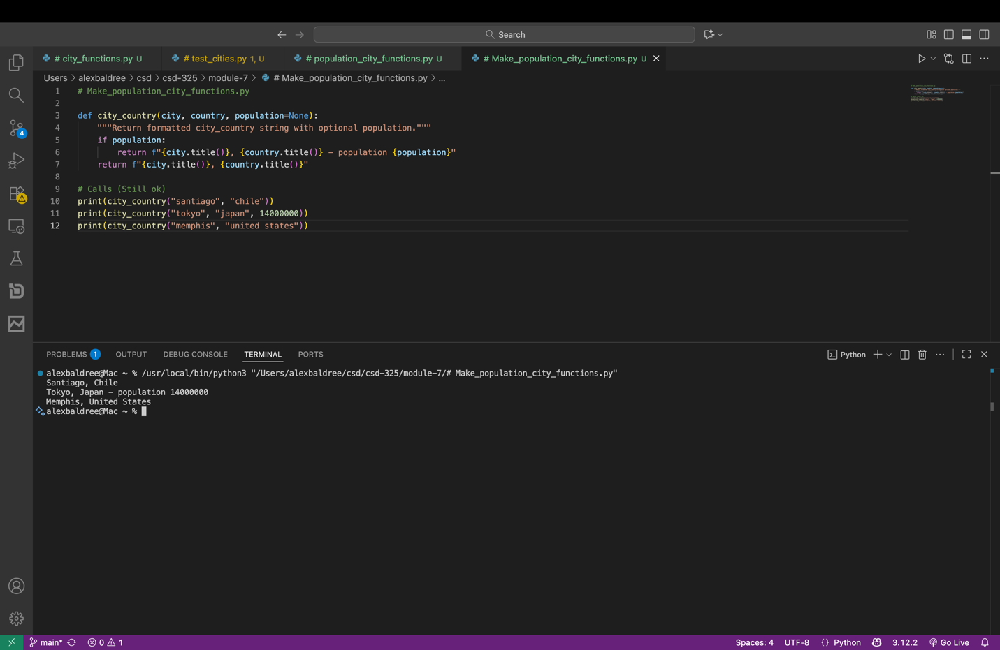 Search
# city_functions.py U
# test_cities.py 1, U
# population_city_functions.py U
# Make_population_city_functions.py U
Users > alexbaldree > csd > csd-325 > module-7 > # Make_population_city_functions.py > ...
1 # Make_population_city_functions.py
2
3 def city_country(city, country, population=None):
4     """Return formatted city_country string with optional population."""
5     if population:
6         return f"{city.title()}, {country.title()} - population {population}"
7     return f"{city.title()}, {country.title()}"
8
9 # Calls (Still ok)
10 print(city_country("santiago", "chile"))
11 print(city_country("tokyo", "japan", 14000000))
12 print(city_country("memphis", "united states"))
4
PROBLEMS 1 OUTPUT DEBUG CONSOLE TERMINAL PORTS Python
alexbaldree@Mac ~ % /usr/local/bin/python3 "/Users/alexbaldree/csd/csd-325/module-7/# Make_population_city_functions.py"
Santiago, Chile
Tokyo, Japan - population 14000000
Memphis, United States
alexbaldree@Mac ~ %
main* 0 1 Spaces: 4 UTF-8 {} Python 3.12.2 Go Live